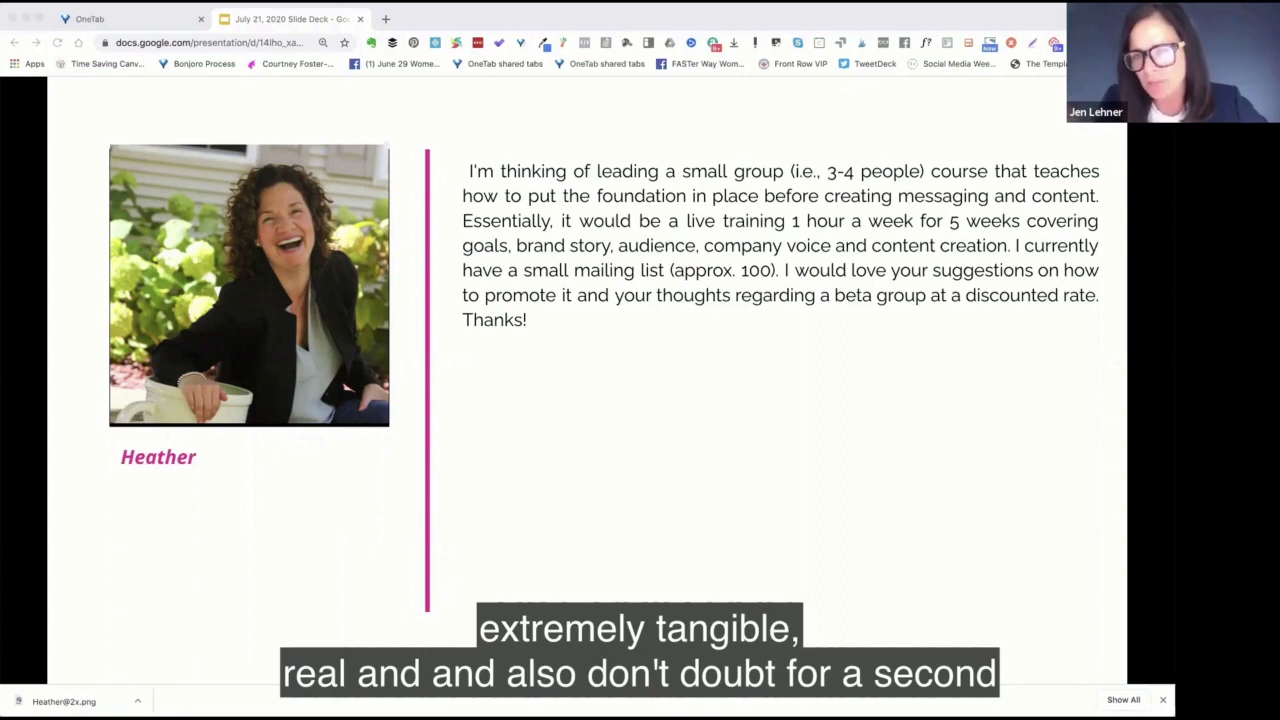 OneTab
July 21, 2020 Slide Deck - Goo
docs.google.com/presentation/d/14lho_xa...
Apps
Time Saving Canv...
Bonjoro Process
Courtney Foster-...
(1) June 29 Wome...
OneTab shared tabs
OneTab shared tabs
FASTer Way Wom...
Front Row VIP
TweetDeck
Social Media Wee...
The Templ
Jen Lehner
I'm thinking of leading a small group (i.e., 3-4 people) course that teaches
how to put the foundation in place before creating messaging and content.
Essentially, it would be a live training 1 hour a week for 5 weeks covering
goals, brand story, audience, company voice and content creation. I currently
have a small mailing list (approx. 100). I would love your suggestions on how
to promote it and your thoughts regarding a beta group at a discounted rate.
Thanks!
Heather
extremely tangible,
real and and also don't doubt for a second
Heather@2x.png
Show All